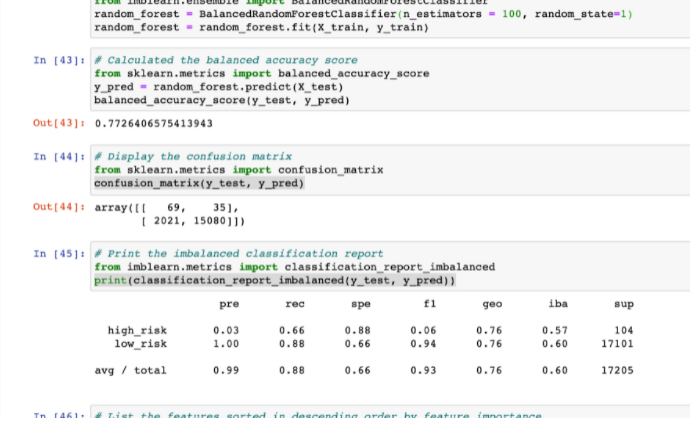 from imblearn.ensemble import BalancedRandomForestClassifier
random_forest = BalancedRandomForestClassifier(n_estimators = 100, random_state=1)
random_forest = random_forest.fit(X_train, y_train)
In [43]: # Calculated the balanced accuracy score
from sklearn.metrics import balanced_accuracy_score
y_pred = random_forest.predict(X_test)
balanced_accuracy_score(y_test, y_pred)
Out[43]: 0.7726406575413943
In [44]: # Display the confusion matrix
from sklearn.metrics import confusion_matrix
confusion_matrix(y_test, y_pred)
Out[44]: array([[ 69, 35],
[ 2021, 15080]])
In [45]: # Print the imbalanced classification report
from imblearn.metrics import classification_report_imbalanced
print(classification_report_imbalanced(y_test, y_pred))
pre rec spe f1 geo iba sup
high_risk 0.03 0.66 0.88 0.06 0.76 0.57 104
low_risk 1.00 0.88 0.66 0.94 0.76 0.60 17101
avg / total 0.99 0.88 0.66 0.93 0.76 0.60 17205
In [46]: # List the features sorted in descending order by feature importance